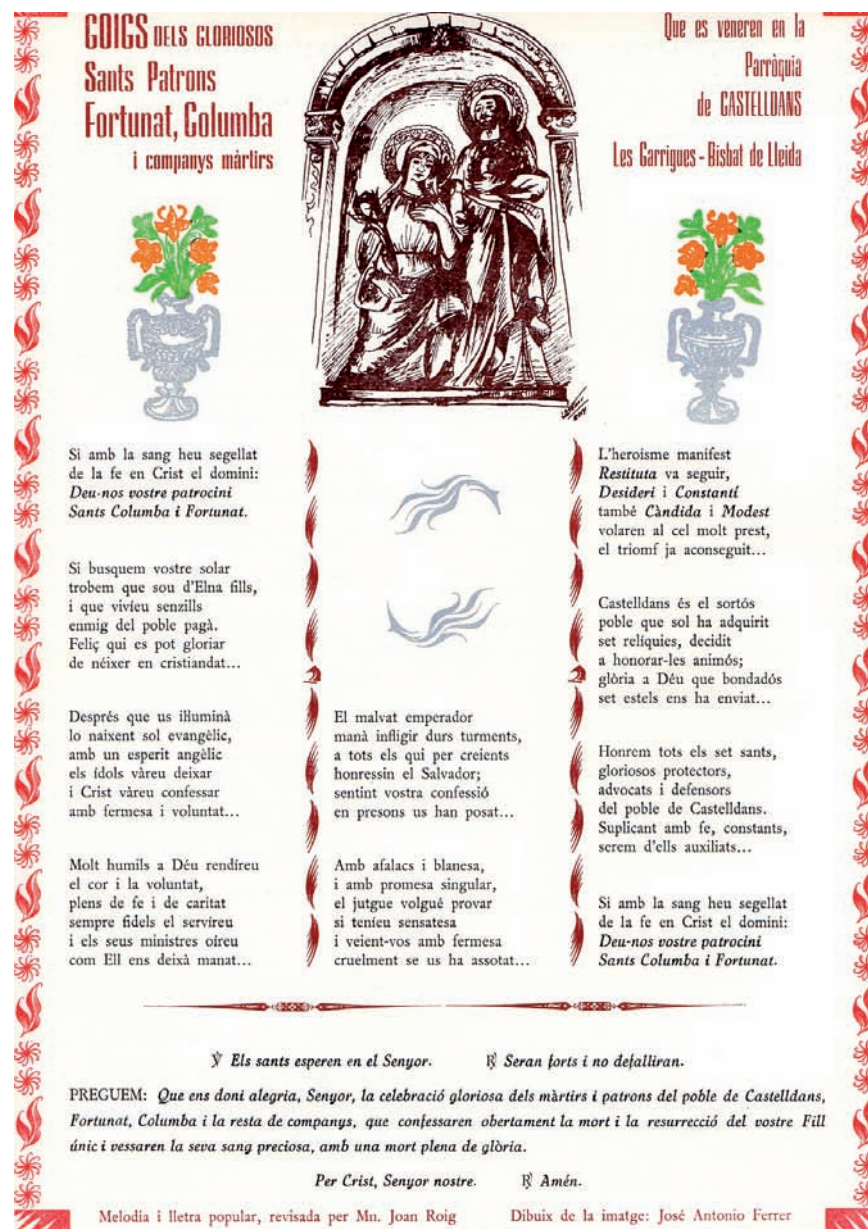 GOIGS DELS GLORIOSOS
Sants Patrons
Fortunat, Columba
i companys màrtirs
Que es veneren en la
Parròquia
de CASTELLDANS
Les Garrigues - Bisbat de Lleida
Si amb la sang heu segellat
de la fe en Crist el domini:
Deu-nos vostre patrocini
Sants Columba i Fortunat.
Si busquem vostre solar
trobem que sou d'Elna fills,
i que vivíeu senzills
enmig del poble pagà.
Feliç qui es pot gloriar
de néixer en cristiandat...
Després que us il·luminà
lo naixent sol evangèlic,
amb un esperit angèlic
els ídols vàreu deixar
i Crist vàreu confessar
amb fermesa i voluntat...
Molt humils a Déu rendíreu
el cor i la voluntat,
plens de fe i de caritat
sempre fidels el servíreu
i els seus ministres oíreu
com Ell ens deixà manat...
El malvat emperador
manà infligir durs turments,
a tots els qui per creients
honressin el Salvador;
sentint vostra confessió
en presons us han posat...
Amb afalacs i blanesa,
i amb promesa singular,
el jutgue volgué provar
si teníeu sensatesa
i veient-vos amb fermesa
cruelment se us ha assotat...
L'heroisme manifest
Restituta va seguir,
Desideri i Constantí
també Càndida i Modest
volaren al cel molt prest,
el triomf ja aconseguit...
Castelldans és el sortós
poble que sol ha adquirit
set relíquies, decidit
a honorar-les animós;
glòria a Déu que bondadós
set estels ens ha enviat...
Honrem tots els set sants,
gloriosos protectors,
advocats i defensors
del poble de Castelldans.
Suplicant amb fe, constants,
serem d'ells auxiliats...
Si amb la sang heu segellat
de la fe en Crist el domini:
Deu-nos vostre patrocini
Sants Columba i Fortunat.
℣ Els sants esperen en el Senyor. ℟ Seran forts i no defalliran.
PREGUEM: Que ens doni alegria, Senyor, la celebració gloriosa dels màrtirs i patrons del poble de Castelldans,
Fortunat, Columba i la resta de companys, que confessaren obertament la mort i la resurrecció del vostre Fill
únic i vessaren la seva sang preciosa, amb una mort plena de glòria.
Per Crist, Senyor nostre. ℟ Amén.
Melodia i lletra popular, revisada per Mn. Joan Roig Dibuix de la imatge: José Antonio Ferrer